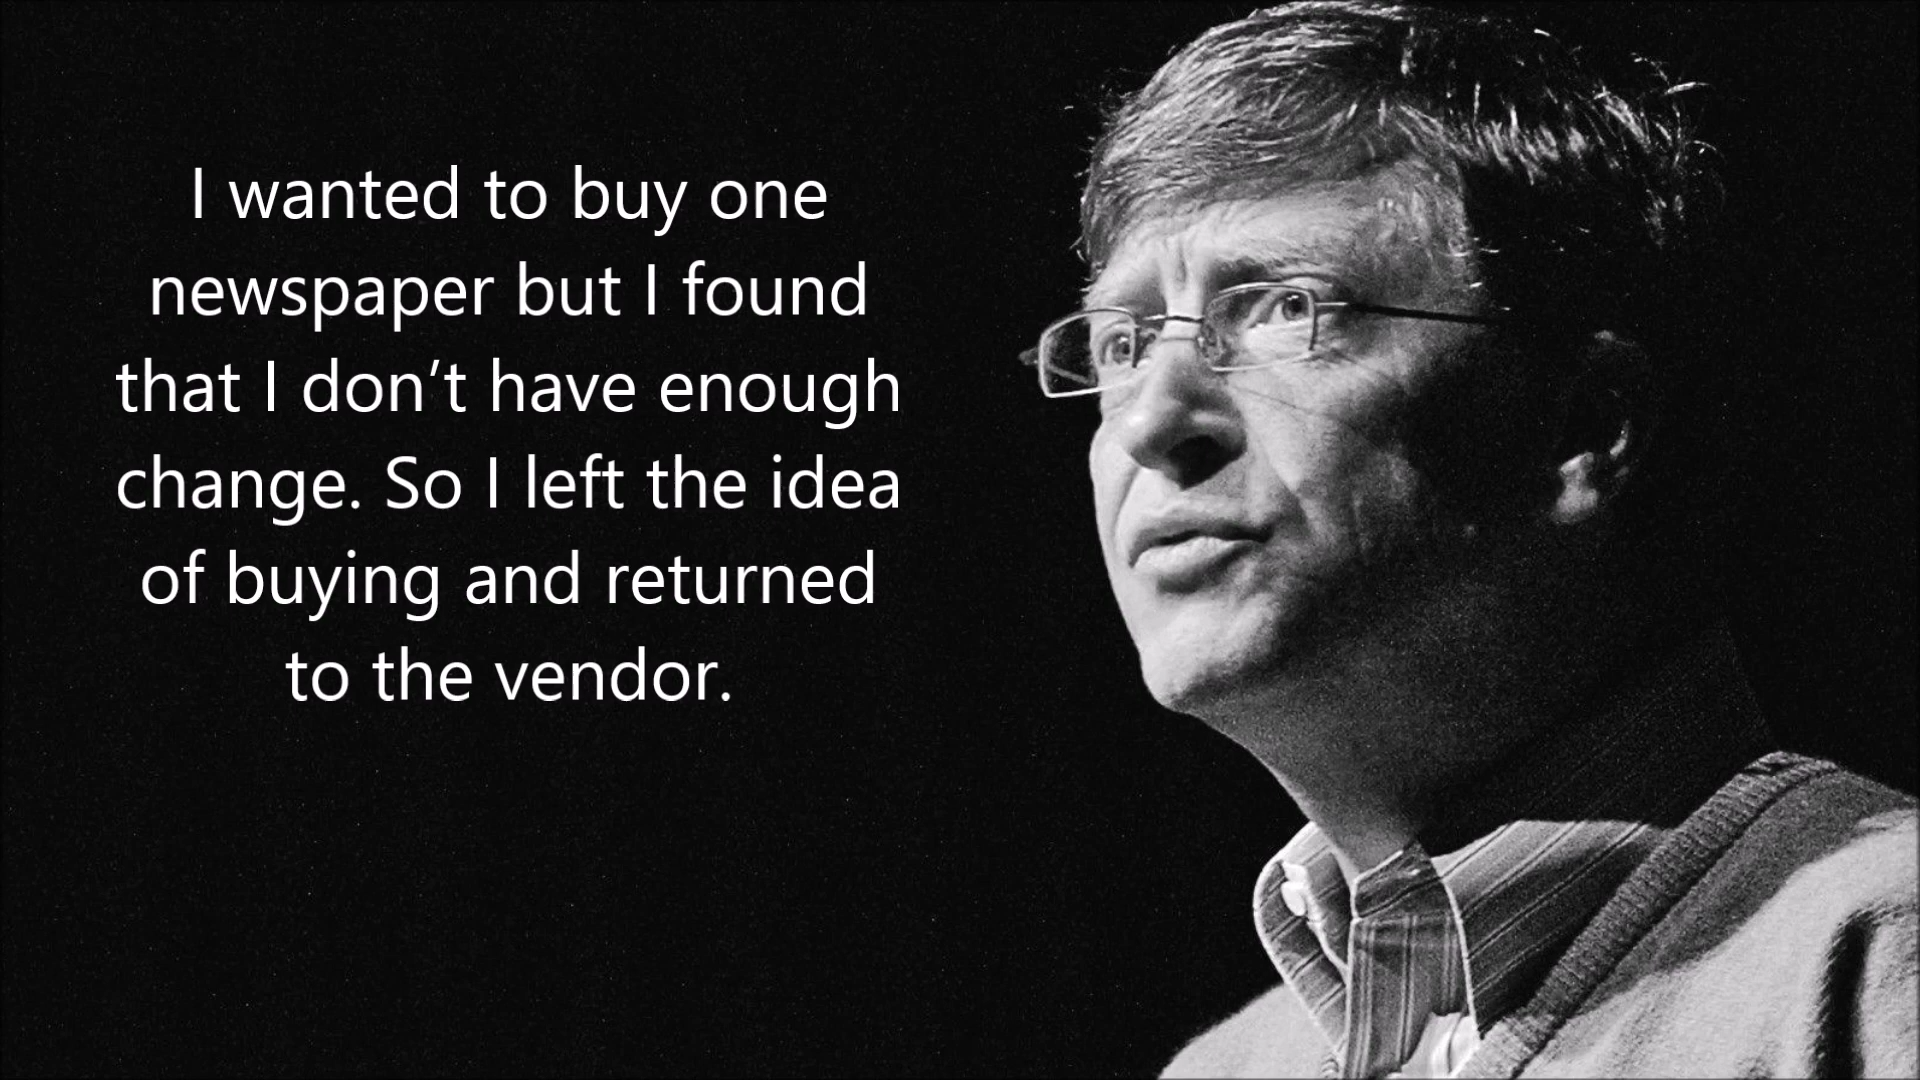 I wanted to buy one
newspaper but I found
that I don’t have enough
change. So I left the idea
of buying and returned
to the vendor.